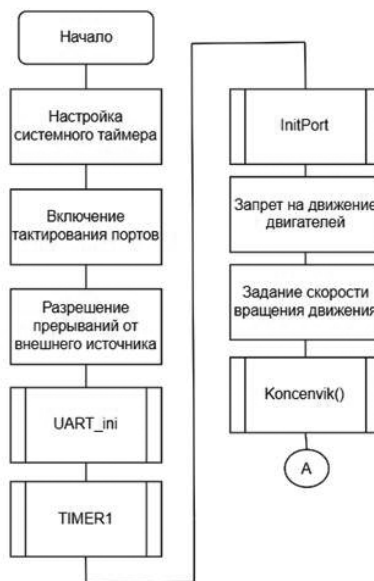 Начало
Настройка
системного таймера
Включение
тактирования портов
Разрешение
прерываний от
внешнего источника
UART_ini
TIMER1
InitPort
Запрет на движение
двигателей
Задание скорости
вращения движения
Koncenvik()
А